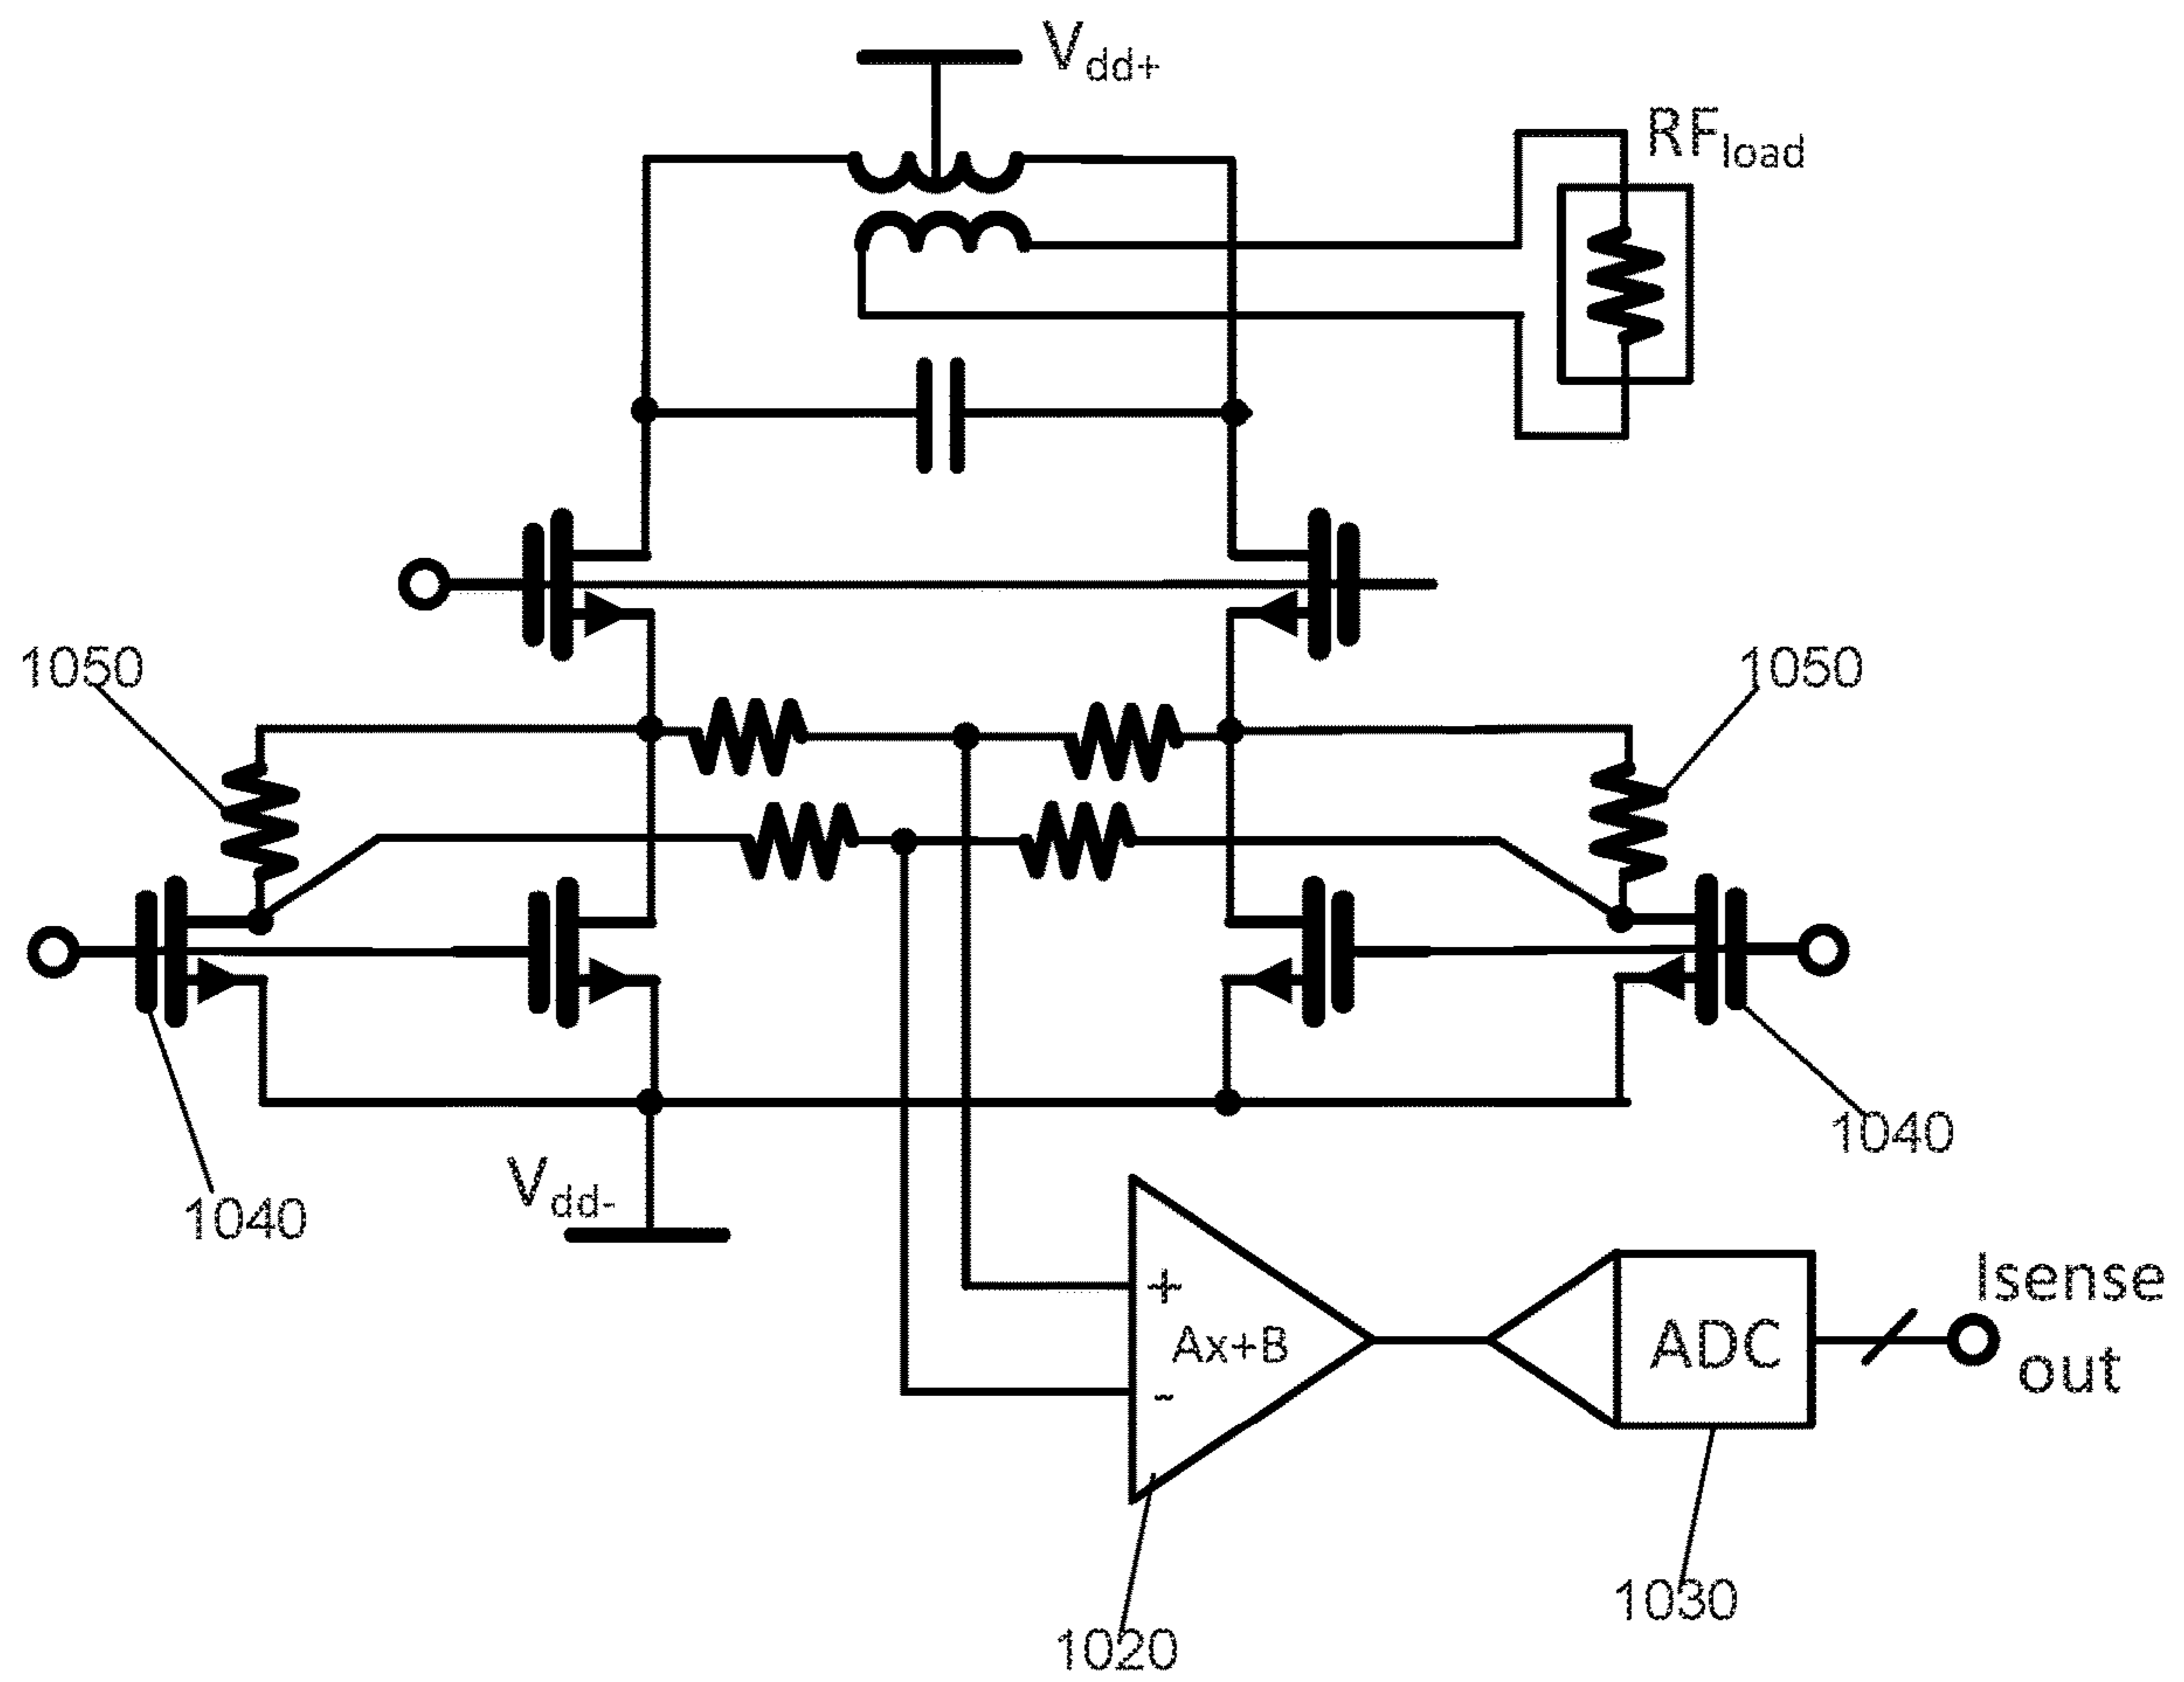 Vdd+
RFload
1050
1050
1040
Vdd-
1040
+
Ax+B
-
ADC
Isense
out
1030
1020